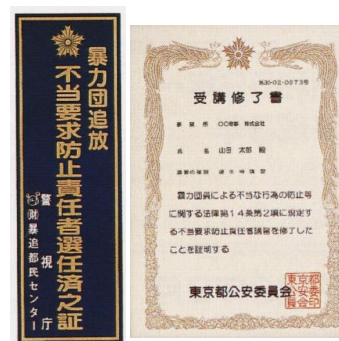 暴力団追放
不当要求防止責任者選任済之証
警視庁
㈶暴追都民センター
受講修了書
事業所 〇〇商事 株式会社
氏名 山田 太郎 殿
暴力団員による不当な行為の防止等
に関する法律第14条第2項に規定す
る不当要求防止責任者講習を修了した
ことを証明する
東京都公安委員会